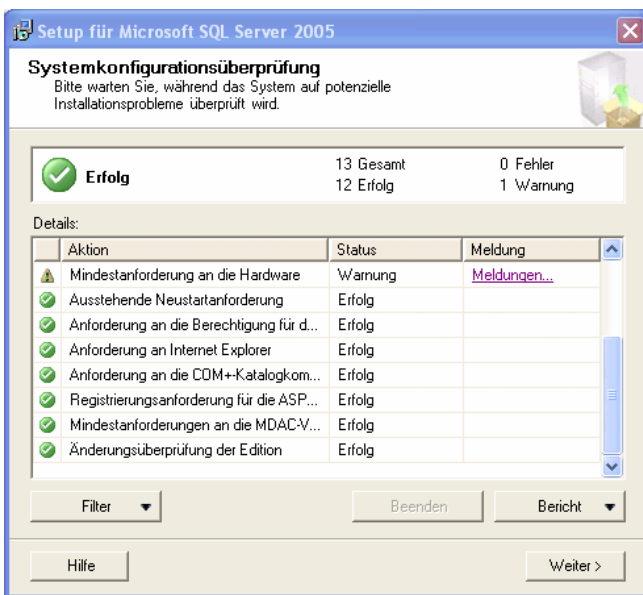 Setup für Microsoft SQL Server 2005
Systemkonfigurationsüberprüfung
Bitte warten Sie, während das System auf potenzielle
Installationsprobleme überprüft wird.
Erfolg
13 Gesamt 0 Fehler
12 Erfolg 1 Warnung
Details:
Aktion Status Meldung
Mindestanforderung an die Hardware Warnung Meldungen...
Ausstehende Neustartanforderung Erfolg
Anforderung an die Berechtigung für d... Erfolg
Anforderung an Internet Explorer Erfolg
Anforderung an die COM+-Katalogkom... Erfolg
Registrierungsanforderung für die ASP... Erfolg
Mindestanforderungen an die MDAC-V... Erfolg
Änderungsüberprüfung der Edition Erfolg
Filter Beenden Bericht
Hilfe Weiter >